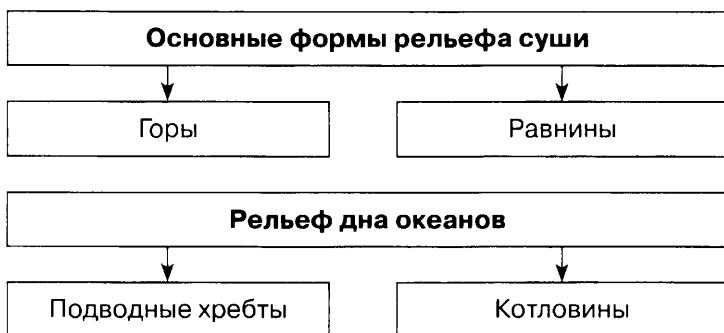 Основные формы рельефа суши
Горы
Равнины
Рельеф дна океанов
Подводные хребты
Котловины